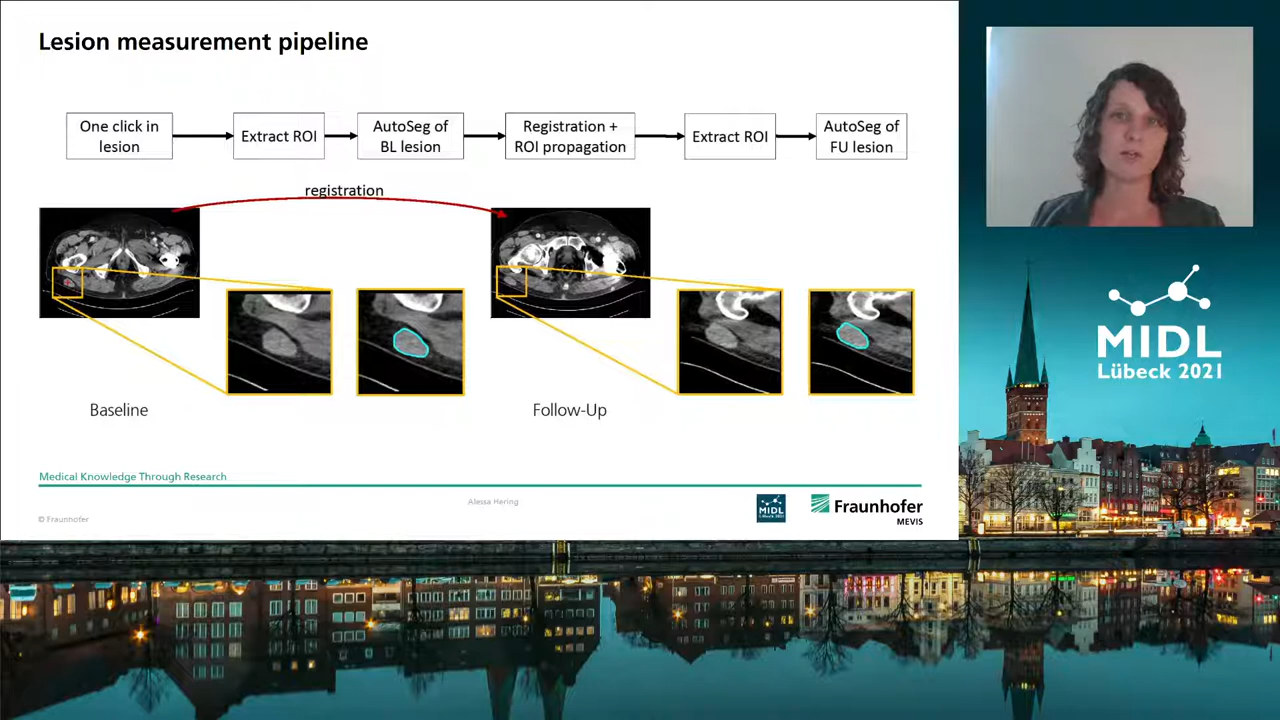 Lesion measurement pipeline
One click in
lesion
Extract ROI
AutoSeg of
BL lesion
Registration +
ROI propagation
Extract ROI
AutoSeg of
FU lesion
registration
Baseline
Follow-Up
Medical Knowledge Through Research
Alessa Hering
© Fraunhofer
MIDL
LÜBECK 2021
Fraunhofer
MEVIS
MIDL
Lübeck 2021